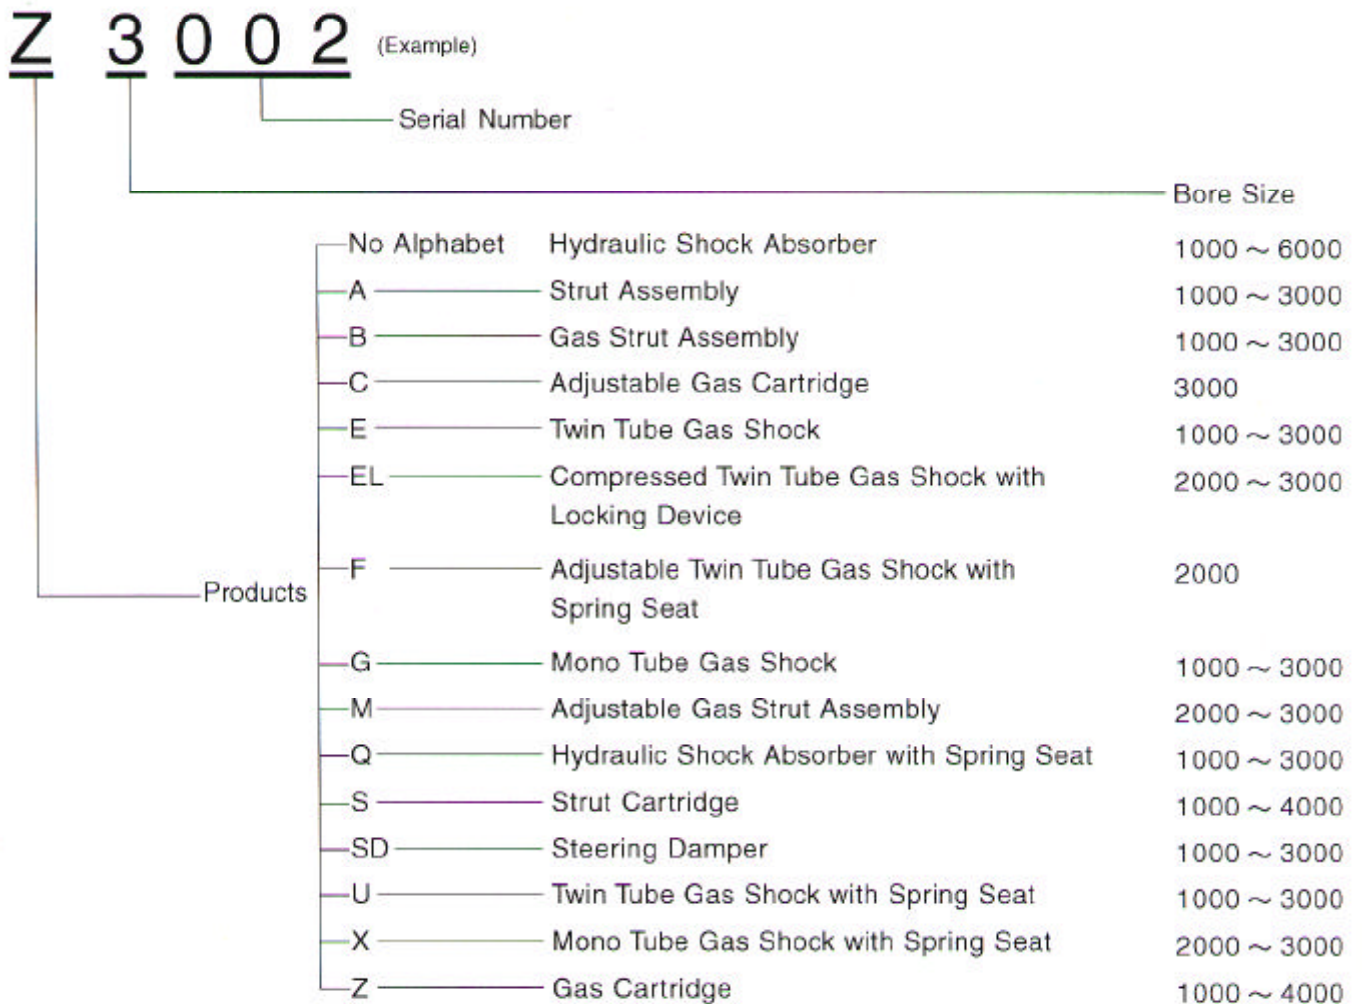 Z 3 0 0 2 (Example)
Serial Number
Bore Size
No Alphabet Hydraulic Shock Absorber 1000 ~ 6000
A Strut Assembly 1000 ~ 3000
B Gas Strut Assembly 1000 ~ 3000
C Adjustable Gas Cartridge 3000
E Twin Tube Gas Shock 1000 ~ 3000
EL Compressed Twin Tube Gas Shock with 2000 ~ 3000
Locking Device
F Adjustable Twin Tube Gas Shock with 2000
Products
Spring Seat
G Mono Tube Gas Shock 1000 ~ 3000
M Adjustable Gas Strut Assembly 2000 ~ 3000
Q Hydraulic Shock Absorber with Spring Seat 1000 ~ 3000
S Strut Cartridge 1000 ~ 4000
SD Steering Damper 1000 ~ 3000
U Twin Tube Gas Shock with Spring Seat 1000 ~ 3000
X Mono Tube Gas Shock with Spring Seat 2000 ~ 3000
Z Gas Cartridge 1000 ~ 4000